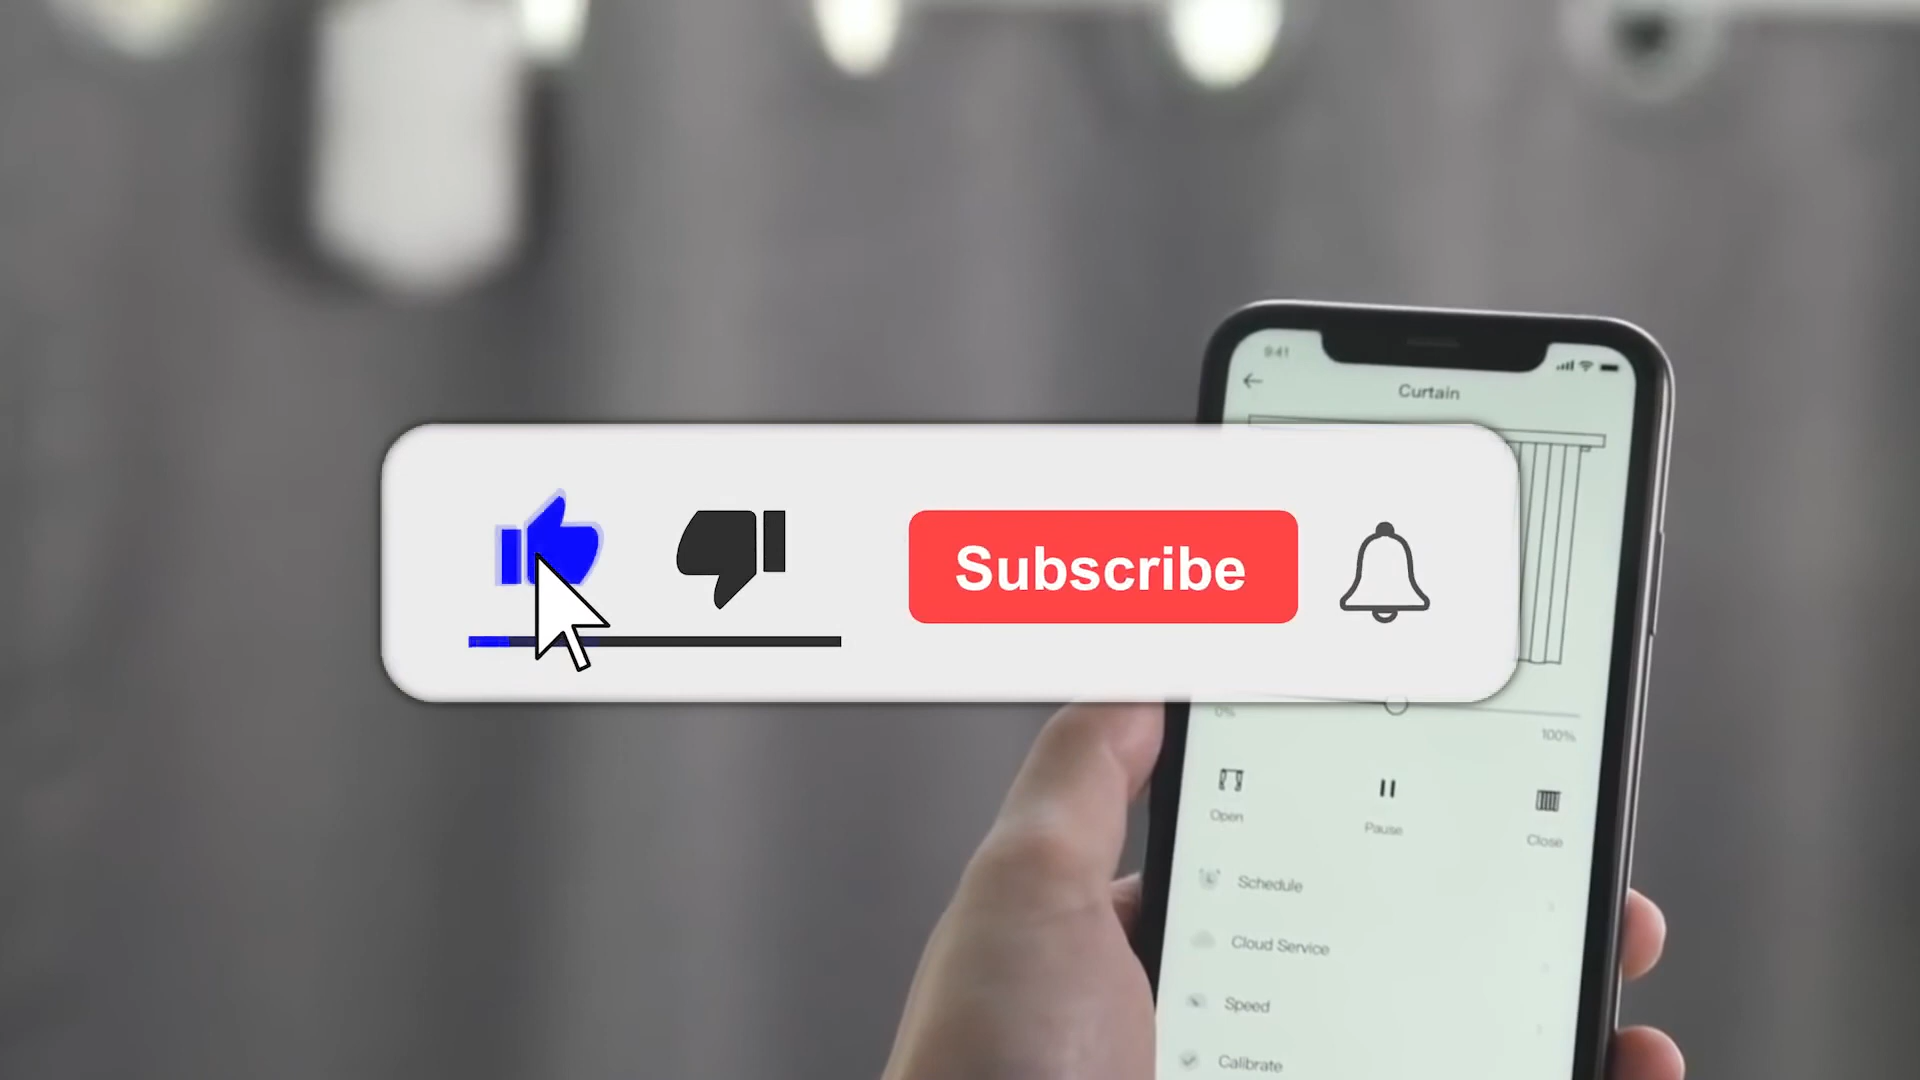 9:41
Curtain
Subscribe
0%
100%
Open
Pause
Close
Schedule
Cloud Service
Speed
Calibrate